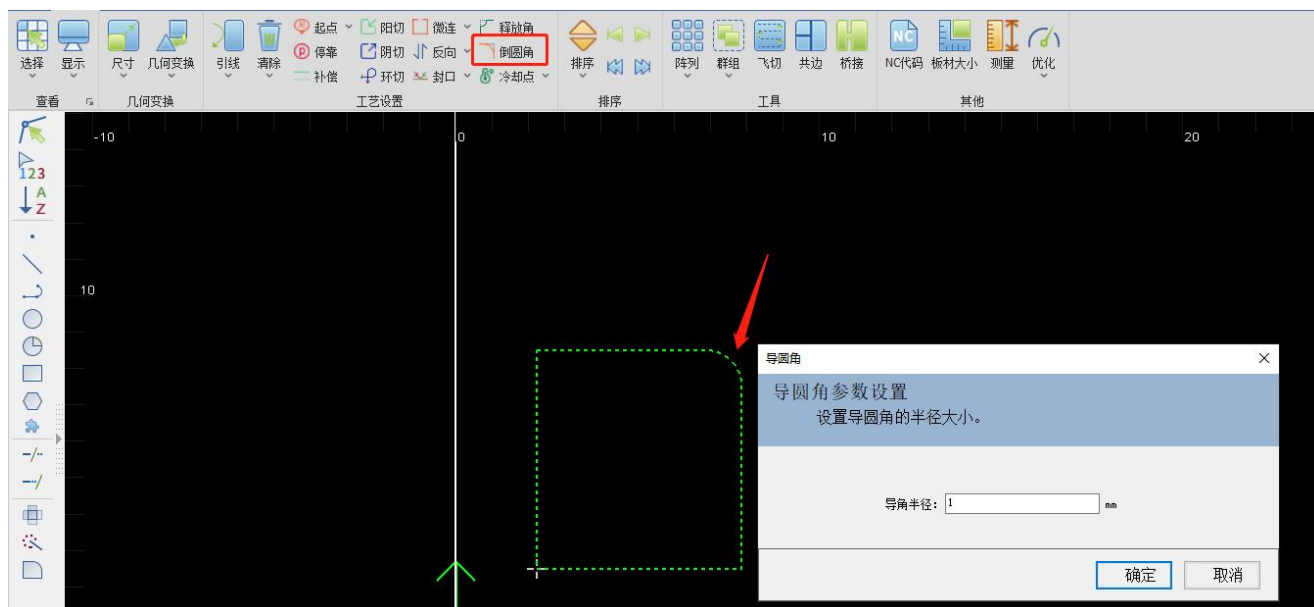 起点 阳切 微连 释放角
停靠 阴切 反向 倒圆角
补偿 环切 封口 冷却点
选择 显示 尺寸 几何变换 引线 清除 排序 阵列 群组 飞切 共边 桥接 NC代码 板材大小 测量 优化
查看 几何变换 工艺设置 排序 工具 其他
NC
-10 0 10 20
123
A
Z
10
导圆角
导圆角参数设置
设置导圆角的半径大小。
导角半径: 1 mm
确定 取消